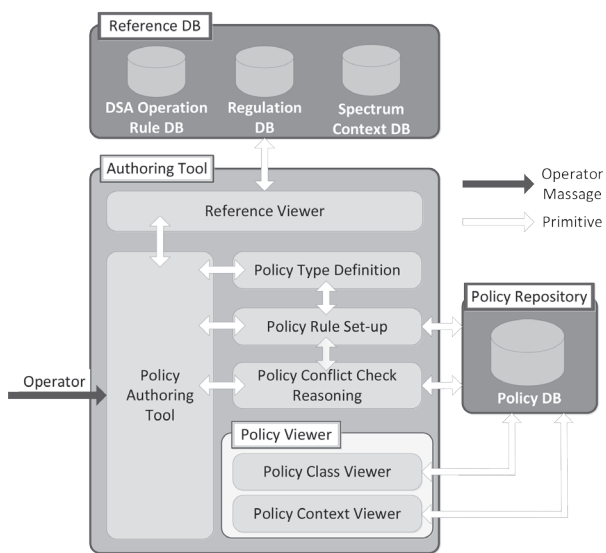 Reference DB
DSA Operation
Rule DB
Regulation
DB
Spectrum
Context DB
Authoring Tool
Reference Viewer
Operator
Massage
Primitive
Policy Type Definition
Policy Rule Set-up
Policy Conflict Check
Reasoning
Policy Repository
Policy DB
Operator
Policy
Authoring
Tool
Policy Viewer
Policy Class Viewer
Policy Context Viewer